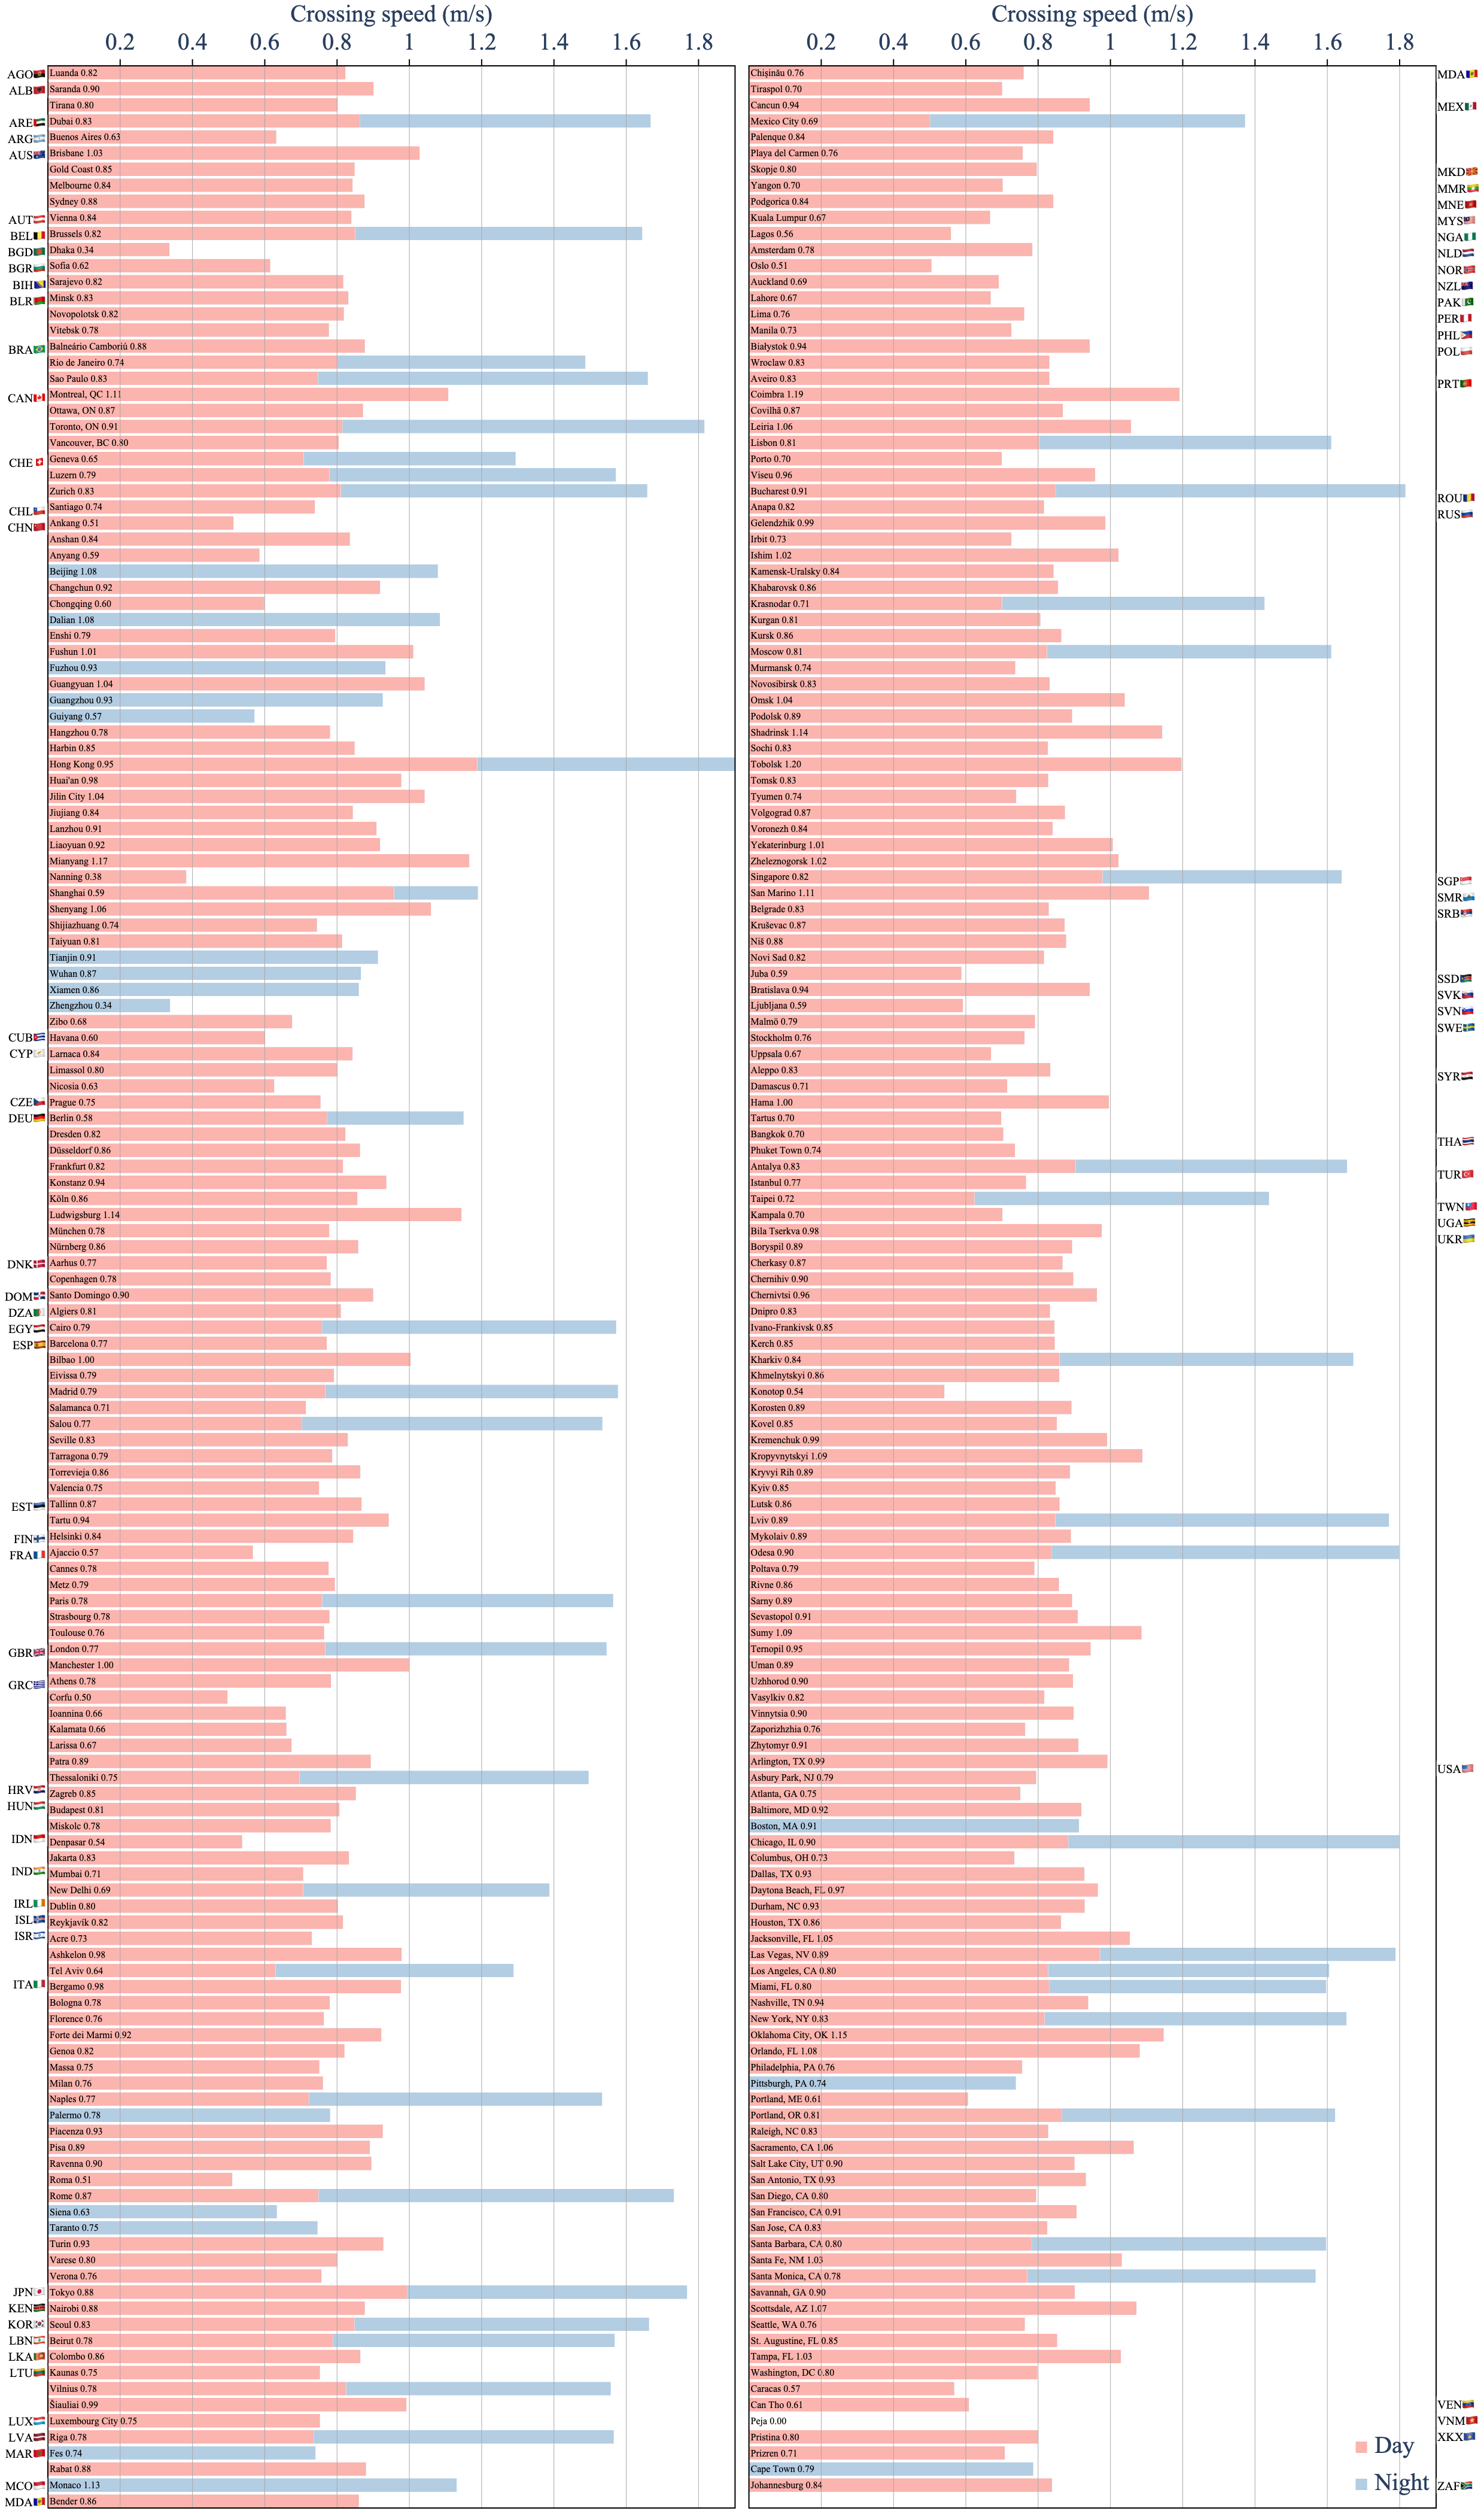 Crossing speed (m/s)
0.2 0.4 0.6 0.8 1 1.2 1.4 1.6 1.8
AGO Luanda 0.82
ALB Saranda 0.90
Tirana 0.80
ARE Dubai 0.83
ARG Buenos Aires 0.63
AUS Brisbane 1.03
Gold Coast 0.85
Melbourne 0.84
Sydney 0.88
AUT Vienna 0.84
BEL Brussels 0.82
BGD Dhaka 0.34
BGR Sofia 0.62
BIH Sarajevo 0.82
BLR Minsk 0.83
Novopolotsk 0.82
Vitebsk 0.78
BRA Balneário Camboriú 0.88
Rio de Janeiro 0.74
Sao Paulo 0.83
CAN Montreal, QC 1.11
Ottawa, ON 0.87
Toronto, ON 0.91
Vancouver, BC 0.80
CHE Geneva 0.65
Luzern 0.79
Zurich 0.83
CHL Santiago 0.74
CHN Ankang 0.51
Anshan 0.84
Anyang 0.59
Beijing 1.08
Changchun 0.92
Chongqing 0.60
Dalian 1.08
Enshi 0.79
Fushun 1.01
Fuzhou 0.93
Guangyuan 1.04
Guangzhou 0.93
Guiyang 0.57
Hangzhou 0.78
Harbin 0.85
Hong Kong 0.95
Huai'an 0.98
Jilin City 1.04
Jiujiang 0.84
Lanzhou 0.91
Liaoyuan 0.92
Mianyang 1.17
Nanning 0.38
Shanghai 0.59
Shenyang 1.06
Shijiazhuang 0.74
Taiyuan 0.81
Tianjin 0.91
Wuhan 0.87
Xiamen 0.86
Zhengzhou 0.34
Zibo 0.68
CUB Havana 0.60
CYP Larnaca 0.84
Limassol 0.80
Nicosia 0.63
CZE Prague 0.75
DEU Berlin 0.58
Dresden 0.82
Düsseldorf 0.86
Frankfurt 0.82
Konstanz 0.94
Köln 0.86
Ludwigsburg 1.14
München 0.78
Nürnberg 0.86
DNK Aarhus 0.77
Copenhagen 0.78
DOM Santo Domingo 0.90
DZA Algiers 0.81
EGY Cairo 0.79
ESP Barcelona 0.77
Bilbao 1.00
Eivissa 0.79
Madrid 0.79
Salamanca 0.71
Salou 0.77
Seville 0.83
Tarragona 0.79
Torrevieja 0.86
Valencia 0.75
EST Tallinn 0.87
Tartu 0.94
FIN Helsinki 0.84
FRA Ajaccio 0.57
Cannes 0.78
Metz 0.79
Paris 0.78
Strasbourg 0.78
Toulouse 0.76
GBR London 0.77
Manchester 1.00
GRC Athens 0.78
Corfu 0.50
Ioannina 0.66
Kalamata 0.66
Larissa 0.67
Patra 0.89
Thessaloniki 0.75
HRV Zagreb 0.85
HUN Budapest 0.81
Miskolc 0.78
IDN Denpasar 0.54
Jakarta 0.83
IND Mumbai 0.71
New Delhi 0.69
IRL Dublin 0.80
ISL Reykjavík 0.82
ISR Acre 0.73
Ashkelon 0.98
Tel Aviv 0.64
ITA Bergamo 0.98
Bologna 0.78
Florence 0.76
Forte dei Marmi 0.92
Genoa 0.82
Massa 0.75
Milan 0.76
Naples 0.77
Palermo 0.78
Piacenza 0.93
Pisa 0.89
Ravenna 0.90
Roma 0.51
Rome 0.87
Siena 0.63
Taranto 0.75
Turin 0.93
Varese 0.80
Verona 0.76
JPN Tokyo 0.88
KEN Nairobi 0.88
KOR Seoul 0.83
LBN Beirut 0.78
LKA Colombo 0.86
LTU Kaunas 0.75
Vilnius 0.78
Šiauliai 0.99
LUX Luxembourg City 0.75
LVA Riga 0.78
MAR Fes 0.74
Rabat 0.88
MCO Monaco 1.13
MDA Bender 0.86
Crossing speed (m/s)
0.2 0.4 0.6 0.8 1 1.2 1.4 1.6 1.8
Chișinău 0.76 MDA
Tiraspol 0.70
Cancun 0.94 MEX
Mexico City 0.69
Palenque 0.84
Playa del Carmen 0.76
Skopje 0.80 MKD
Yangon 0.70 MMR
Podgorica 0.84 MNE
Kuala Lumpur 0.67 MYS
Lagos 0.56 NGA
Amsterdam 0.78 NLD
Oslo 0.51 NOR
Auckland 0.69 NZL
Lahore 0.67 PAK
Lima 0.76 PER
Manila 0.73 PHL
Białystok 0.94 POL
Wroclaw 0.83
Aveiro 0.83 PRT
Coimbra 1.19
Covilhã 0.87
Leiria 1.06
Lisbon 0.81
Porto 0.70
Viseu 0.96
Bucharest 0.91 ROU
Anapa 0.82 RUS
Gelendzhik 0.99
Irbit 0.73
Ishim 1.02
Kamensk-Uralsky 0.84
Khabarovsk 0.86
Krasnodar 0.71
Kurgan 0.81
Kursk 0.86
Moscow 0.81
Murmansk 0.74
Novosibirsk 0.83
Omsk 1.04
Podolsk 0.89
Shadrinsk 1.14
Sochi 0.83
Tobolsk 1.20
Tomsk 0.83
Tyumen 0.74
Volgograd 0.87
Voronezh 0.84
Yekaterinburg 1.01
Zheleznogorsk 1.02
Singapore 0.82 SGP
San Marino 1.11 SMR
Belgrade 0.83 SRB
Kruševac 0.87
Niš 0.88
Novi Sad 0.82
Juba 0.59 SSD
Bratislava 0.94 SVK
Ljubljana 0.59 SVN
Malmö 0.79 SWE
Stockholm 0.76
Uppsala 0.67
Aleppo 0.83 SYR
Damascus 0.71
Hama 1.00
Tartus 0.70
Bangkok 0.70 THA
Phuket Town 0.74
Antalya 0.83 TUR
Istanbul 0.77
Taipei 0.72 TWN
Kampala 0.70 UGA
Bila Tserkva 0.98 UKR
Boryspil 0.89
Cherkasy 0.87
Chernihiv 0.90
Chernivtsi 0.96
Dnipro 0.83
Ivano-Frankivsk 0.85
Kerch 0.85
Kharkiv 0.84
Khmelnytskyi 0.86
Konotop 0.54
Korosten 0.89
Kovel 0.85
Kremenchuk 0.99
Kropyvnytskyi 1.09
Kryvyi Rih 0.89
Kyiv 0.85
Lutsk 0.86
Lviv 0.89
Mykolaiv 0.89
Odesa 0.90
Poltava 0.79
Rivne 0.86
Sarny 0.89
Sevastopol 0.91
Sumy 1.09
Ternopil 0.95
Uman 0.89
Uzhhorod 0.90
Vasylkiv 0.82
Vinnytsia 0.90
Zaporizhzhia 0.76
Zhytomyr 0.91
Arlington, TX 0.99 USA
Asbury Park, NJ 0.79
Atlanta, GA 0.75
Baltimore, MD 0.92
Boston, MA 0.91
Chicago, IL 0.90
Columbus, OH 0.73
Dallas, TX 0.93
Daytona Beach, FL 0.97
Durham, NC 0.93
Houston, TX 0.86
Jacksonville, FL 1.05
Las Vegas, NV 0.89
Los Angeles, CA 0.80
Miami, FL 0.80
Nashville, TN 0.94
New York, NY 0.83
Oklahoma City, OK 1.15
Orlando, FL 1.08
Philadelphia, PA 0.76
Pittsburgh, PA 0.74
Portland, ME 0.61
Portland, OR 0.81
Raleigh, NC 0.83
Sacramento, CA 1.06
Salt Lake City, UT 0.90
San Antonio, TX 0.93
San Diego, CA 0.80
San Francisco, CA 0.91
San Jose, CA 0.83
Santa Barbara, CA 0.80
Santa Fe, NM 1.03
Santa Monica, CA 0.78
Savannah, GA 0.90
Scottsdale, AZ 1.07
Seattle, WA 0.76
St. Augustine, FL 0.85
Tampa, FL 1.03
Washington, DC 0.80
Caracas 0.57
Can Tho 0.61 VEN
Peja 0.00 VNM
Pristina 0.80 XKX
Prizren 0.71
Cape Town 0.79
Johannesburg 0.84 ZAF
Day
Night